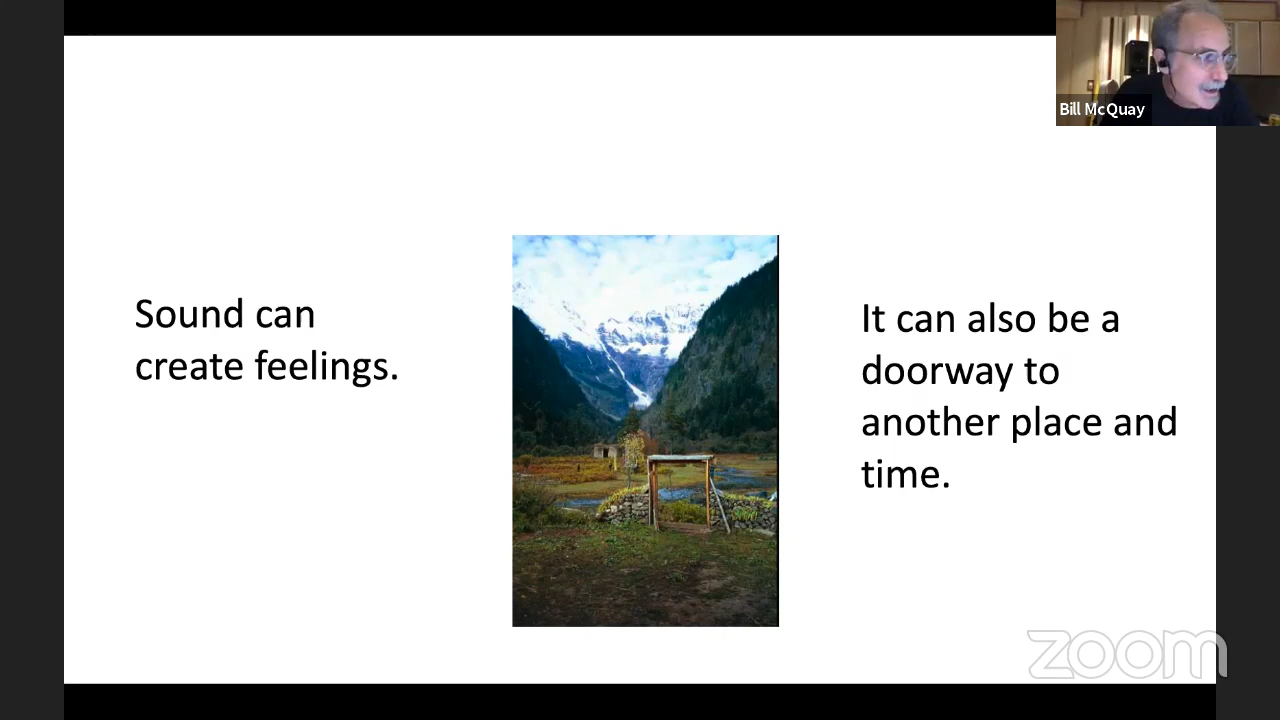 Bill McQuay
Sound can
create feelings.
It can also be a
doorway to
another place and
time.
zoom